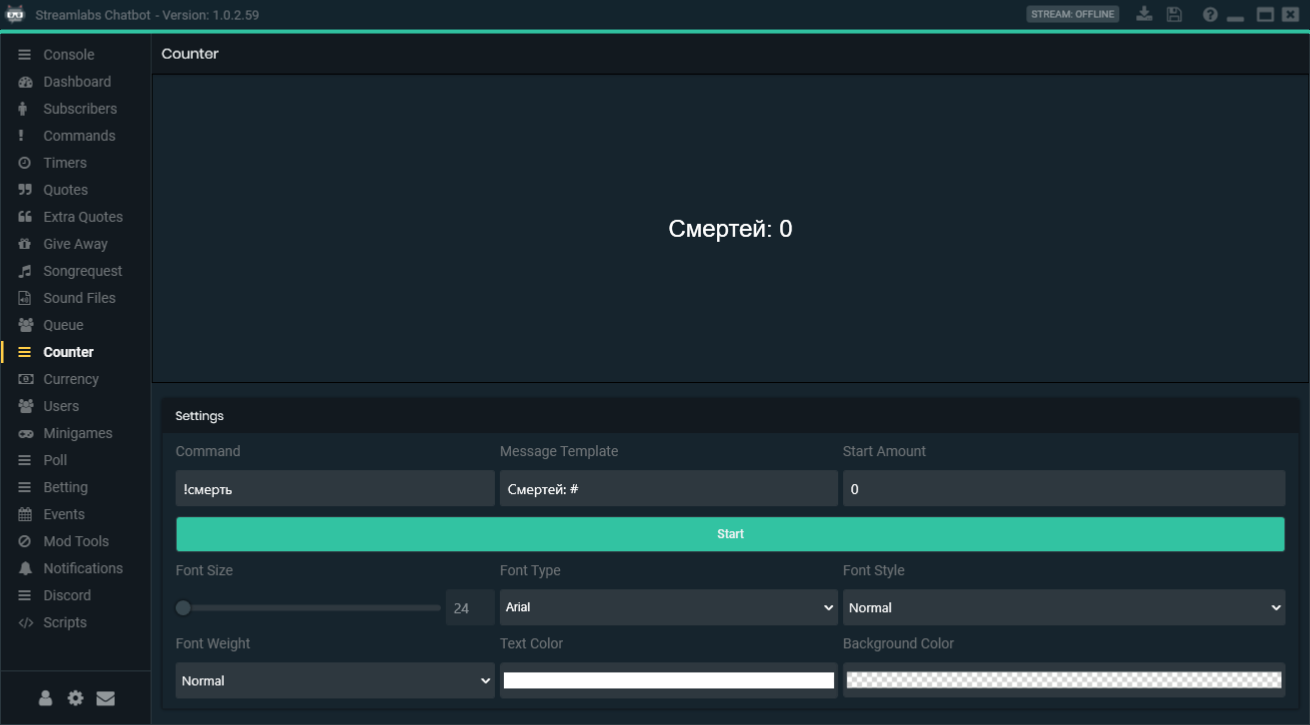 Streamlabs Chatbot - Version: 1.0.2.59
STREAM: OFFLINE
Console
Dashboard
Subscribers
Commands
Timers
Quotes
Extra Quotes
Give Away
Songrequest
Sound Files
Queue
Counter
Currency
Users
Minigames
Poll
Betting
Events
Mod Tools
Notifications
Discord
Scripts
Counter
Смертей: 0
Settings
Command Message Template Start Amount
!смерть Смертей: # 0
Start
Font Size Font Type Font Style
24 Arial Normal
Font Weight Text Color Background Color
Normal